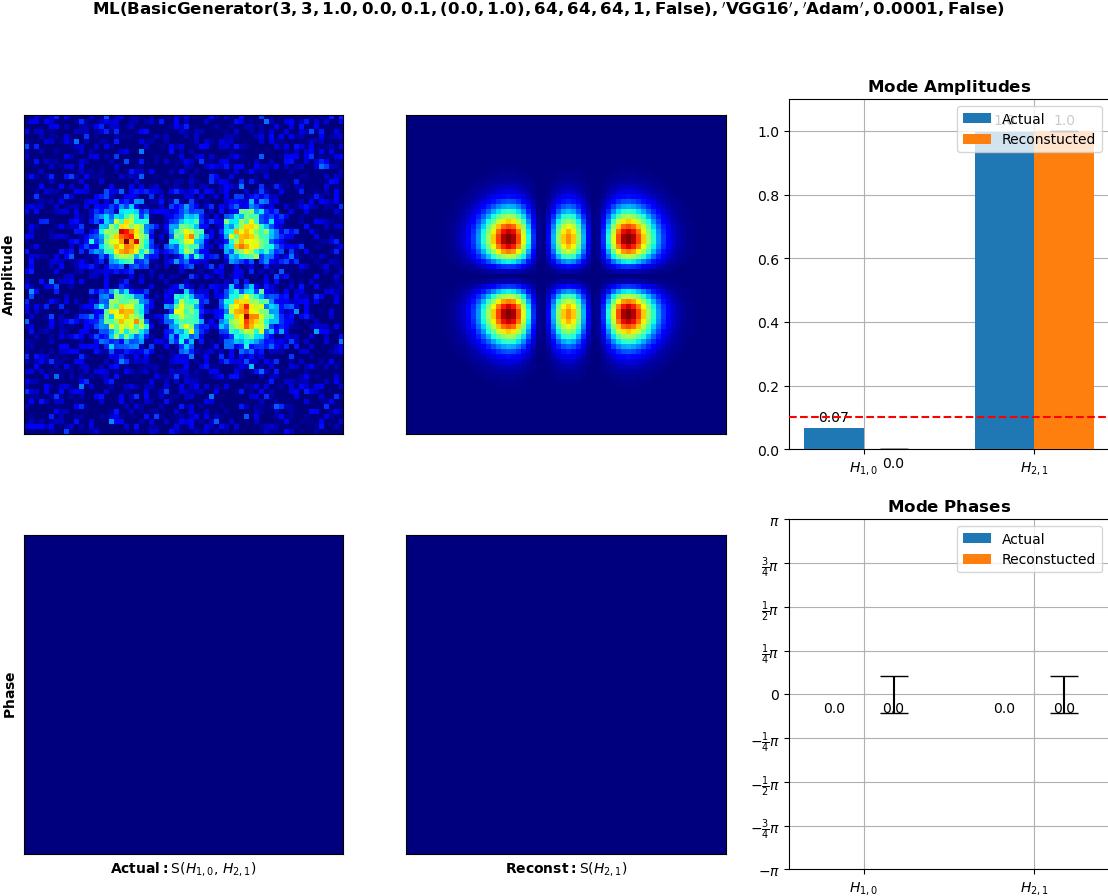 ML(BasicGenerator(3, 3, 1.0, 0.0, 0.1, (0.0, 1.0), 64, 64, 64, 1, False), 'VGG16', 'Adam', 0.0001, False)
Amplitude
Mode Amplitudes
Actual
Reconstucted
1.0
1.0
0.8
0.6
0.4
0.2
0.0
0.07
0.0
H1,0
H2,1
Phase
Actual: S(H1,0, H2,1)
Reconst: S(H2,1)
Mode Phases
Actual
Reconstucted
π
3/4π
1/2π
1/4π
0
−1/4π
−1/2π
−3/4π
−π
0.0
0.0
0.0
0.0
H1,0
H2,1